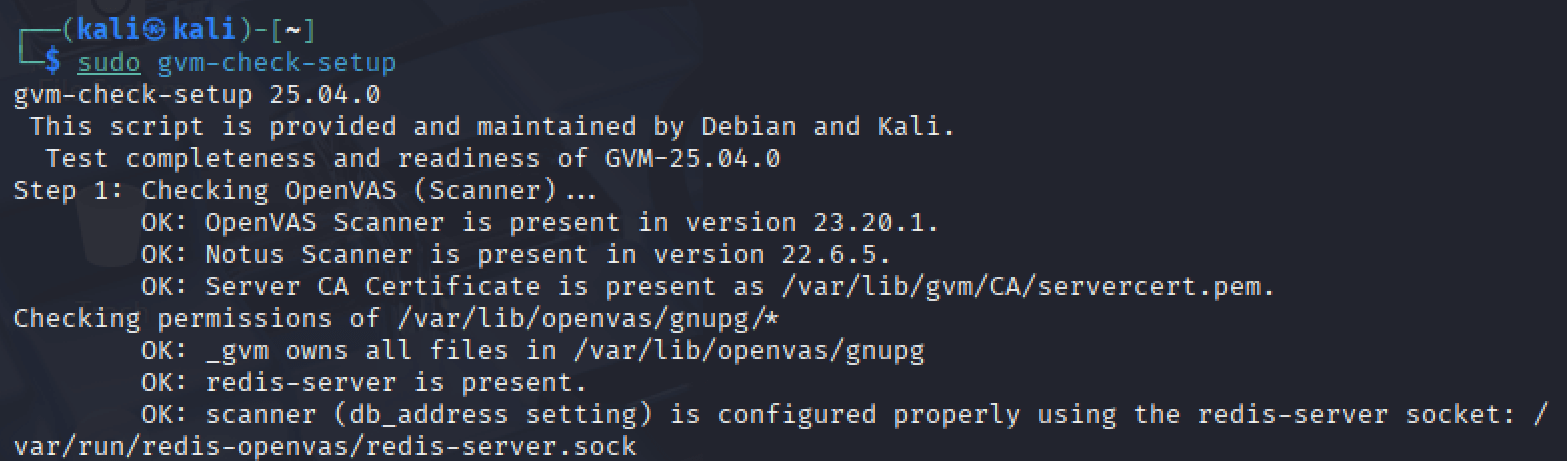 ┌──(kali㉿kali)-[~]
└─$ sudo gvm-check-setup
gvm-check-setup 25.04.0
 This script is provided and maintained by Debian and Kali.
  Test completeness and readiness of GVM-25.04.0
Step 1: Checking OpenVAS (Scanner)...
        OK: OpenVAS Scanner is present in version 23.20.1.
        OK: Notus Scanner is present in version 22.6.5.
        OK: Server CA Certificate is present as /var/lib/gvm/CA/servercert.pem.
Checking permissions of /var/lib/openvas/gnupg/*
        OK: _gvm owns all files in /var/lib/openvas/gnupg
        OK: redis-server is present.
        OK: scanner (db_address setting) is configured properly using the redis-server socket: /
var/run/redis-openvas/redis-server.sock